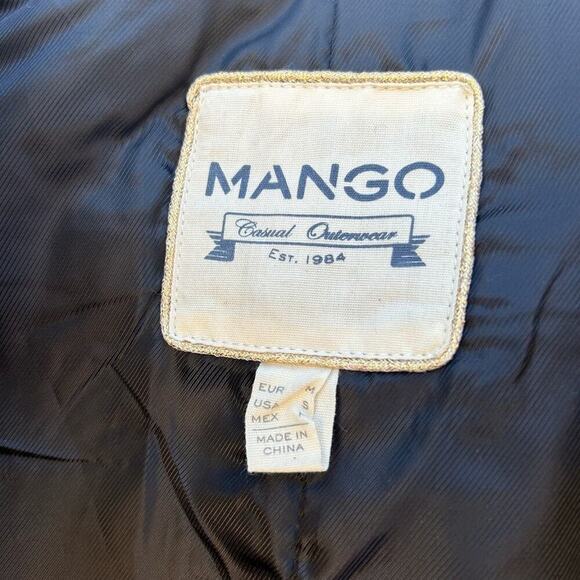 MANGO
Casual Outerwear
EST. 1984
EUR M
USA S
MEX
MADE IN
CHINA